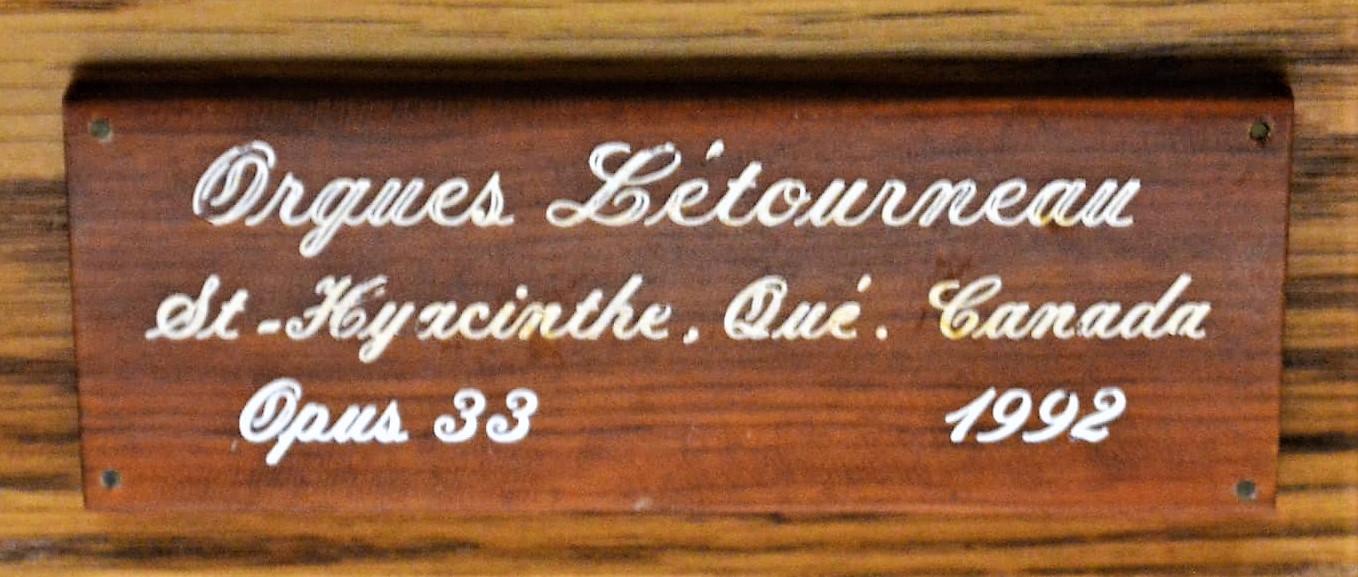 Orgues Létourneau
St-Hyacinthe, Qué. Canada
Opus 33 1992